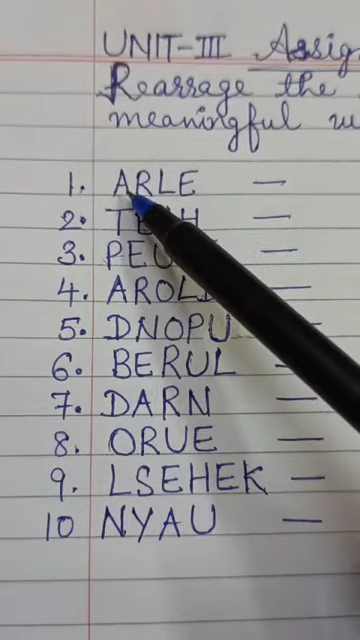 UNIT-III
Rearrage the
meaningful
1. ARLE —
2. —
3. —
4. —
5. DNOPU —
6. BERUL —
7. DARN —
8. ORUE —
9. LSEHEK —
10 NYAU —